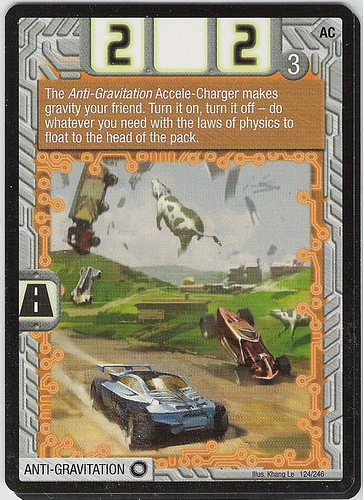 2 2
AC
3
The Anti-Gravitation Accele-Charger makes
gravity your friend. Turn it on, turn it off – do
whatever you need with the laws of physics to
float to the head of the pack.
ANTI-GRAVITATION
Illus. Khang Le 124/246